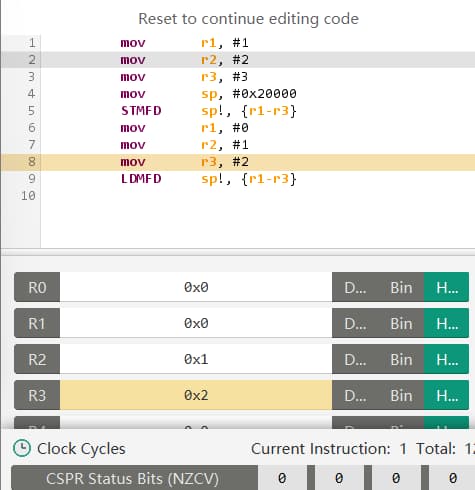 Reset to continue editing code
1 mov r1, #1
2 mov r2, #2
3 mov r3, #3
4 mov sp, #0x20000
5 STMFD sp!, {r1-r3}
6 mov r1, #0
7 mov r2, #1
8 mov r3, #2
9 LDMFD sp!, {r1-r3}
10
R0 0x0 D... Bin H...
R1 0x0 D... Bin H...
R2 0x1 D... Bin H...
R3 0x2 D... Bin H...
Clock Cycles Current Instruction: 1 Total:
CSPR Status Bits (NZCV) 0 0 0 0